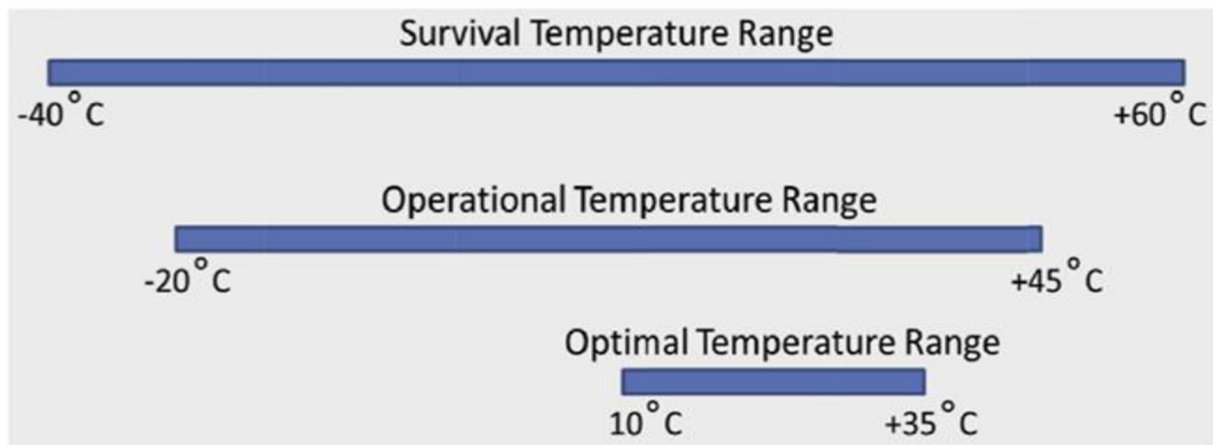 Survival Temperature Range
-40°C +60°C
Operational Temperature Range
-20°C +45°C
Optimal Temperature Range
10°C +35°C